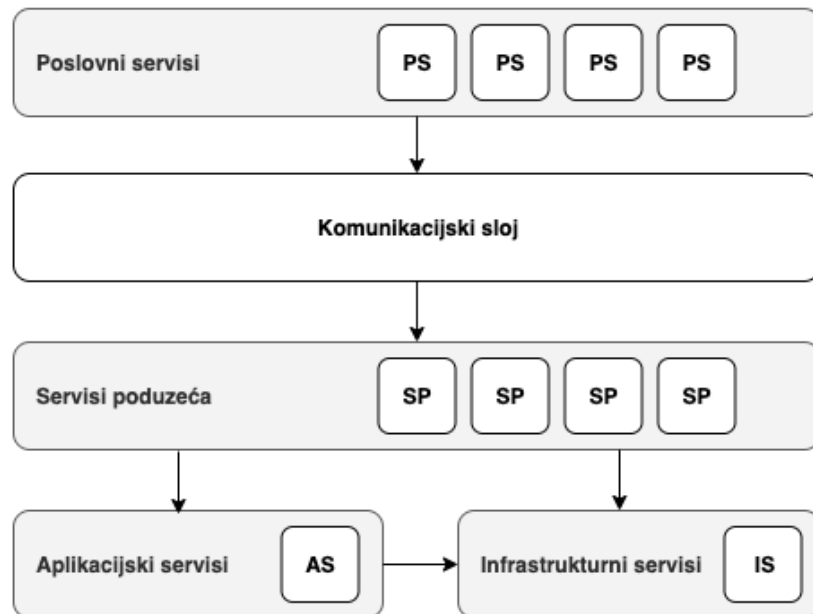 Poslovni servisi PS PS PS PS
Komunikacijski sloj
Servisi poduzeća SP SP SP SP
Aplikacijski servisi AS Infrastrukturni servisi IS